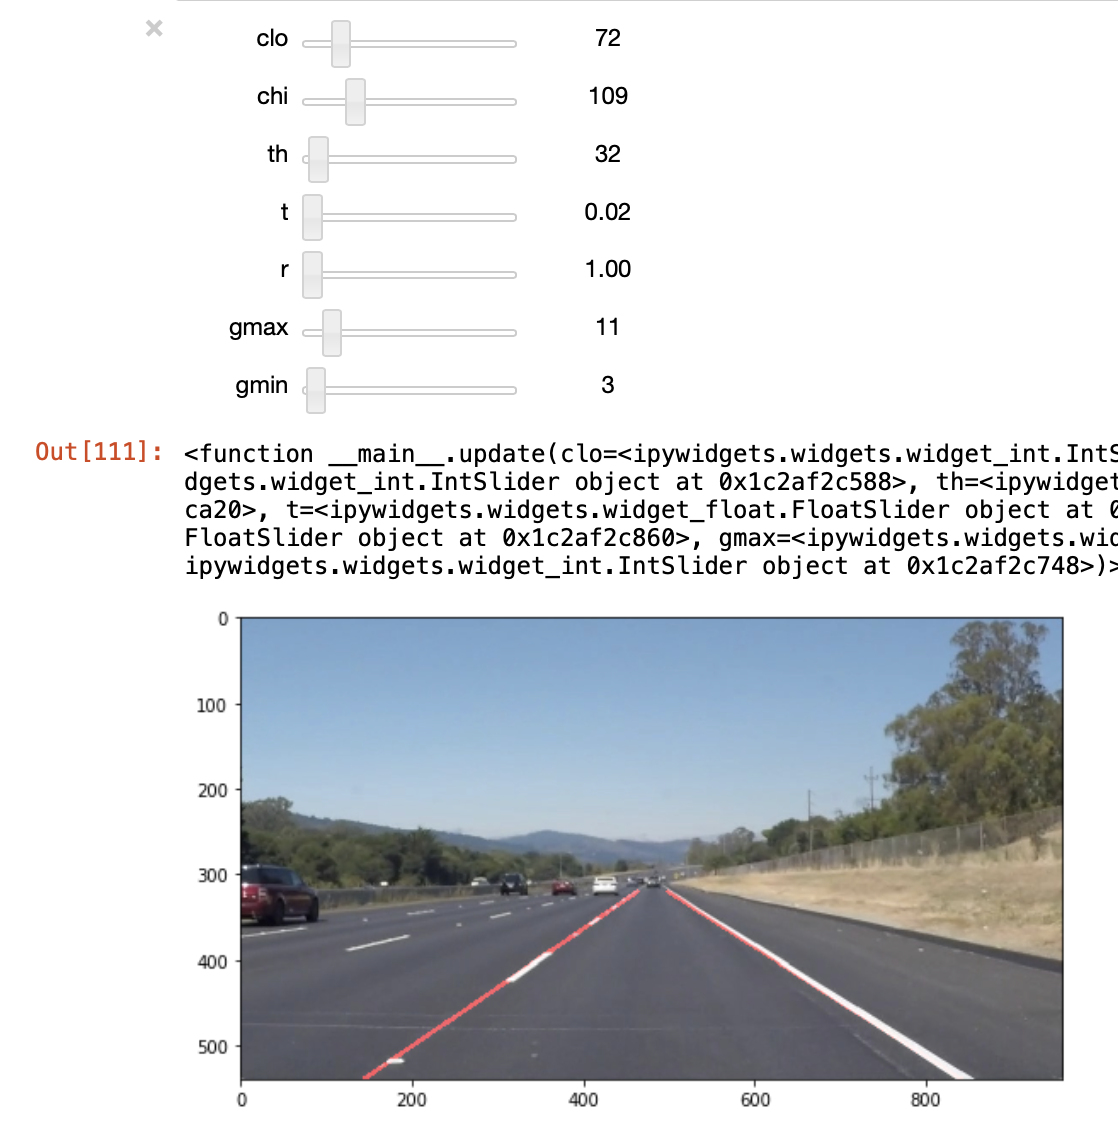 ×
clo 72
chi 109
th 32
t 0.02
r 1.00
gmax 11
gmin 3
Out[111]: <function __main__.update(clo=<ipywidgets.widgets.widget_int.IntS
dgets.widget_int.IntSlider object at 0x1c2af2c588>, th=<ipywidget
ca20>, t=<ipywidgets.widgets.widget_float.FloatSlider object at 0
FloatSlider object at 0x1c2af2c860>, gmax=<ipywidgets.widgets.wid
ipywidgets.widgets.widget_int.IntSlider object at 0x1c2af2c748>)>
0
100
200
300
400
500
0 200 400 600 800